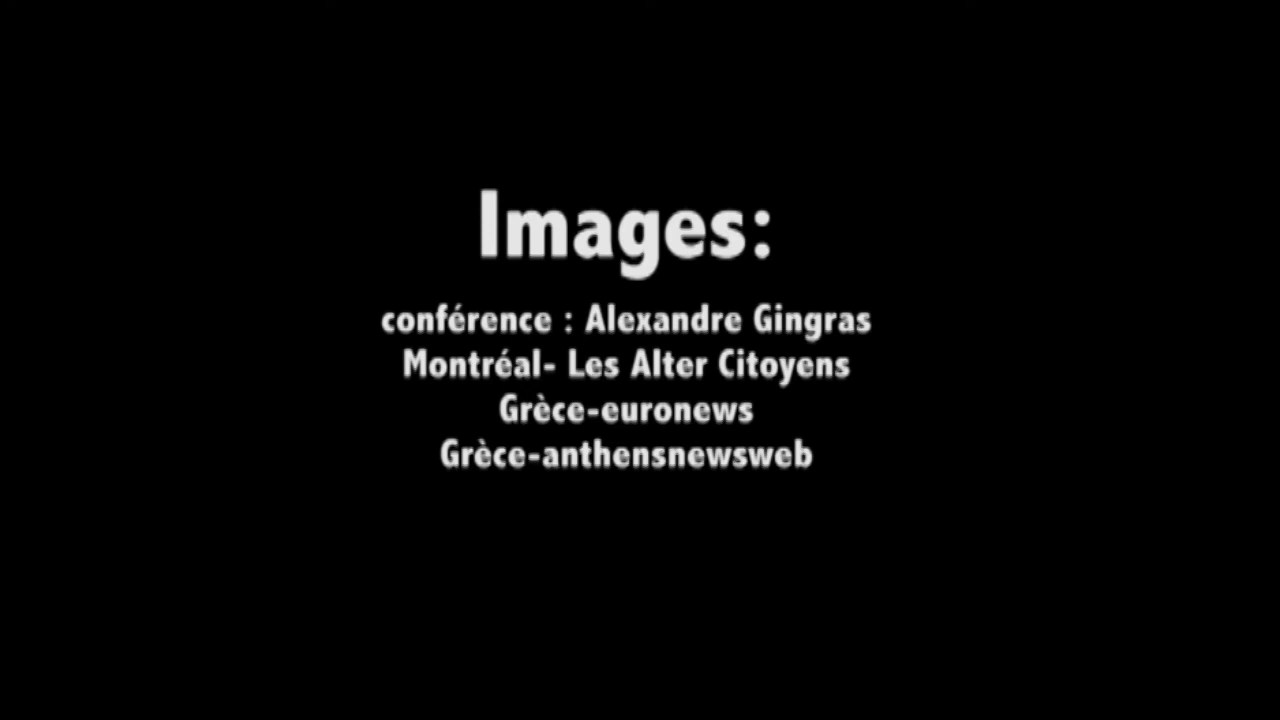 Images:
conférence : Alexandre Gingras
Montréal- Les Alter Citoyens
Grèce-euronews
Grèce-anthensnewsweb